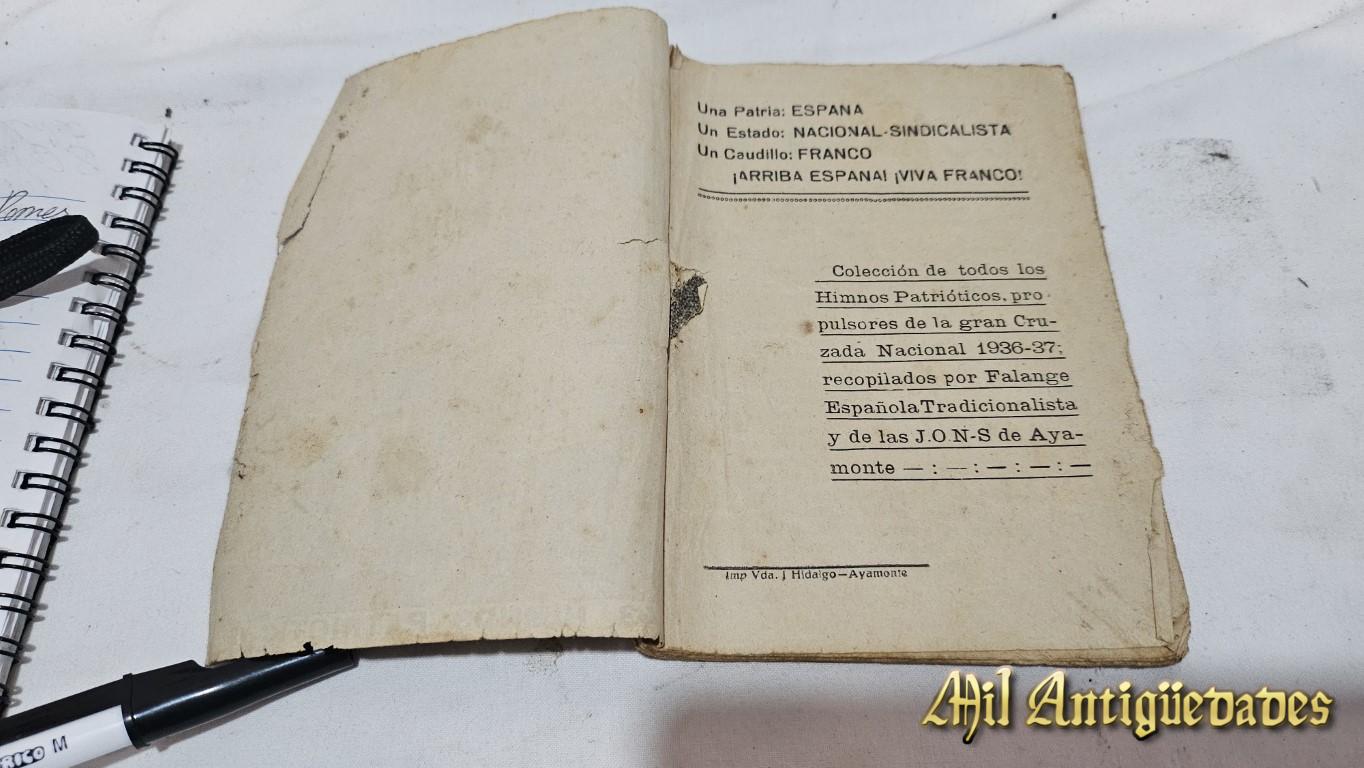 Una Patria: ESPANA
Un Estado: NACIONAL-SINDICALISTA
Un Caudillo: FRANCO
¡ARRIBA ESPANA! ¡VIVA FRANCO!
Colección de todos los
Himnos Patrióticos, pro-
pulsores de la gran Cru-
zada Nacional 1936-37;
recopilados por Falange
Española Tradicionalista
y de las J.O.N-S de Aya-
monte — : — : — : — : —
Imp Vda. J Hidalgo—Ayamonte
Mil Antigüedades